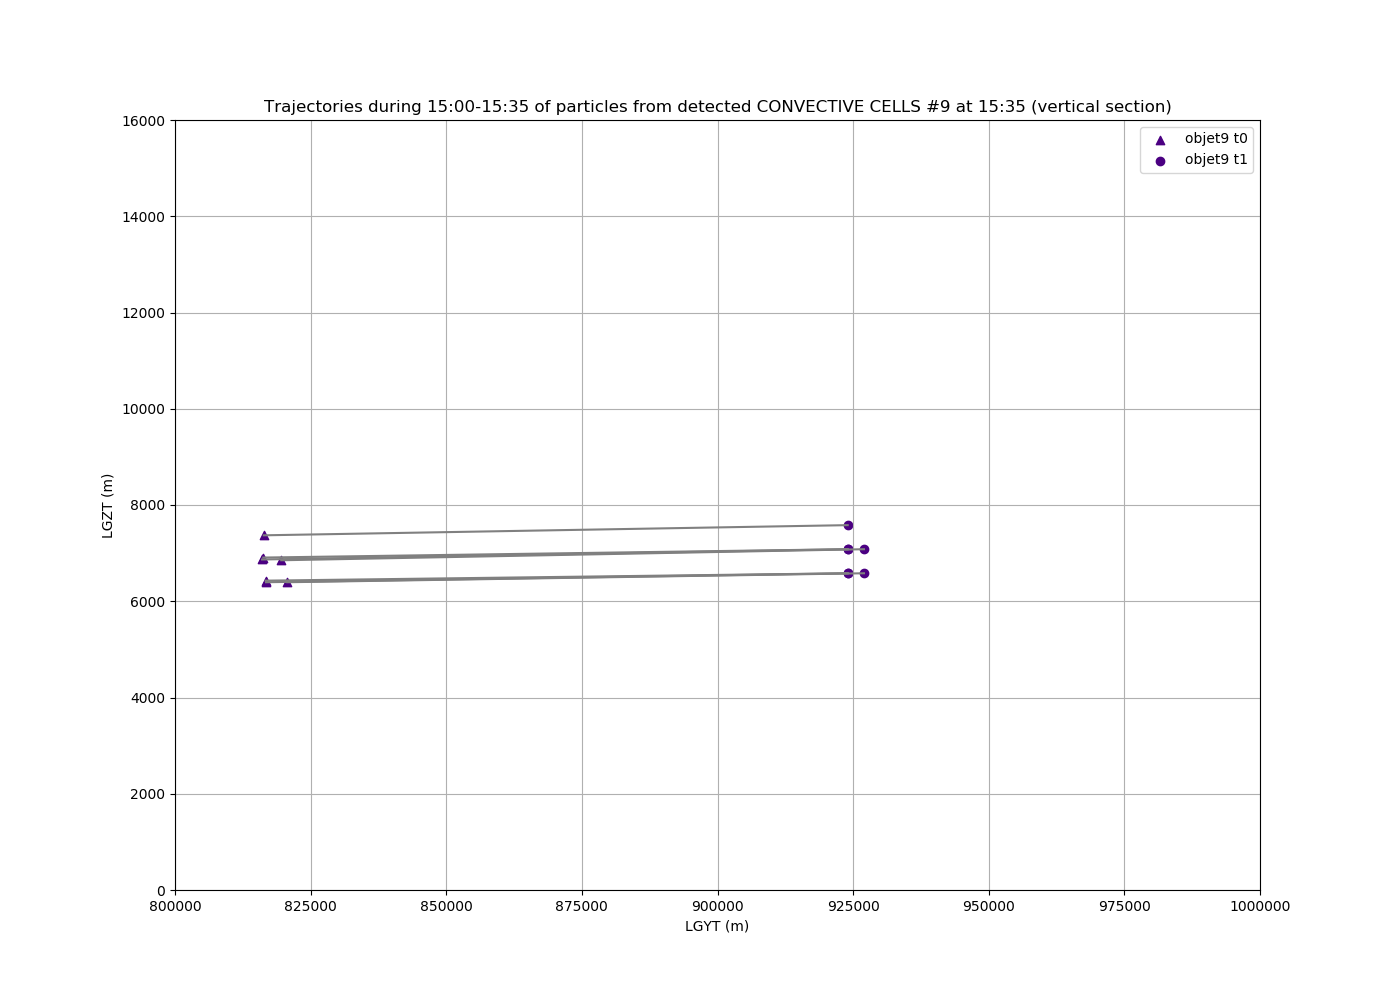 Trajectories during 15:00-15:35 of particles from detected CONVECTIVE CELLS #9 at 15:35 (vertical section)
objet9 t0
objet9 t1
16000
14000
12000
10000
8000
6000
4000
2000
0
LGZT (m)
800000 825000 850000 875000 900000 925000 950000 975000 1000000
LGYT (m)